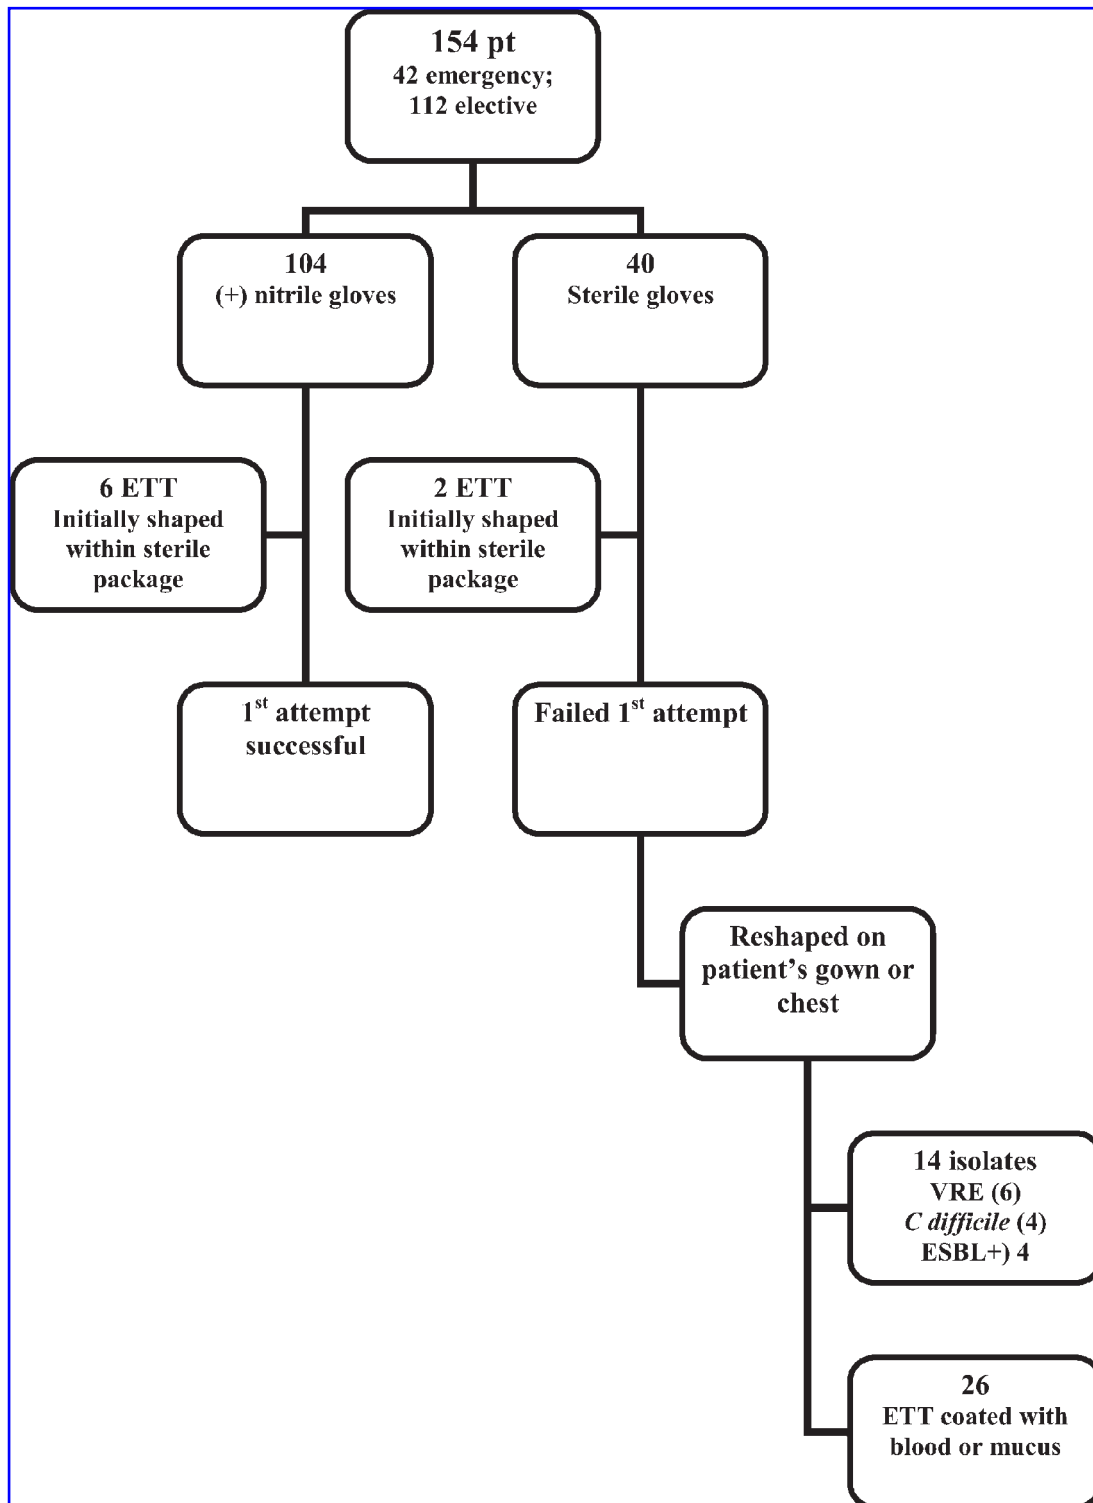 154 pt
42 emergency;
112 elective
104
(+) nitrile gloves
40
Sterile gloves
6 ETT
Initially shaped
within sterile
package
2 ETT
Initially shaped
within sterile
package
1st attempt
successful
Failed 1st attempt
Reshaped on
patient's gown or
chest
14 isolates
VRE (6)
C difficile (4)
ESBL+) 4
26
ETT coated with
blood or mucus